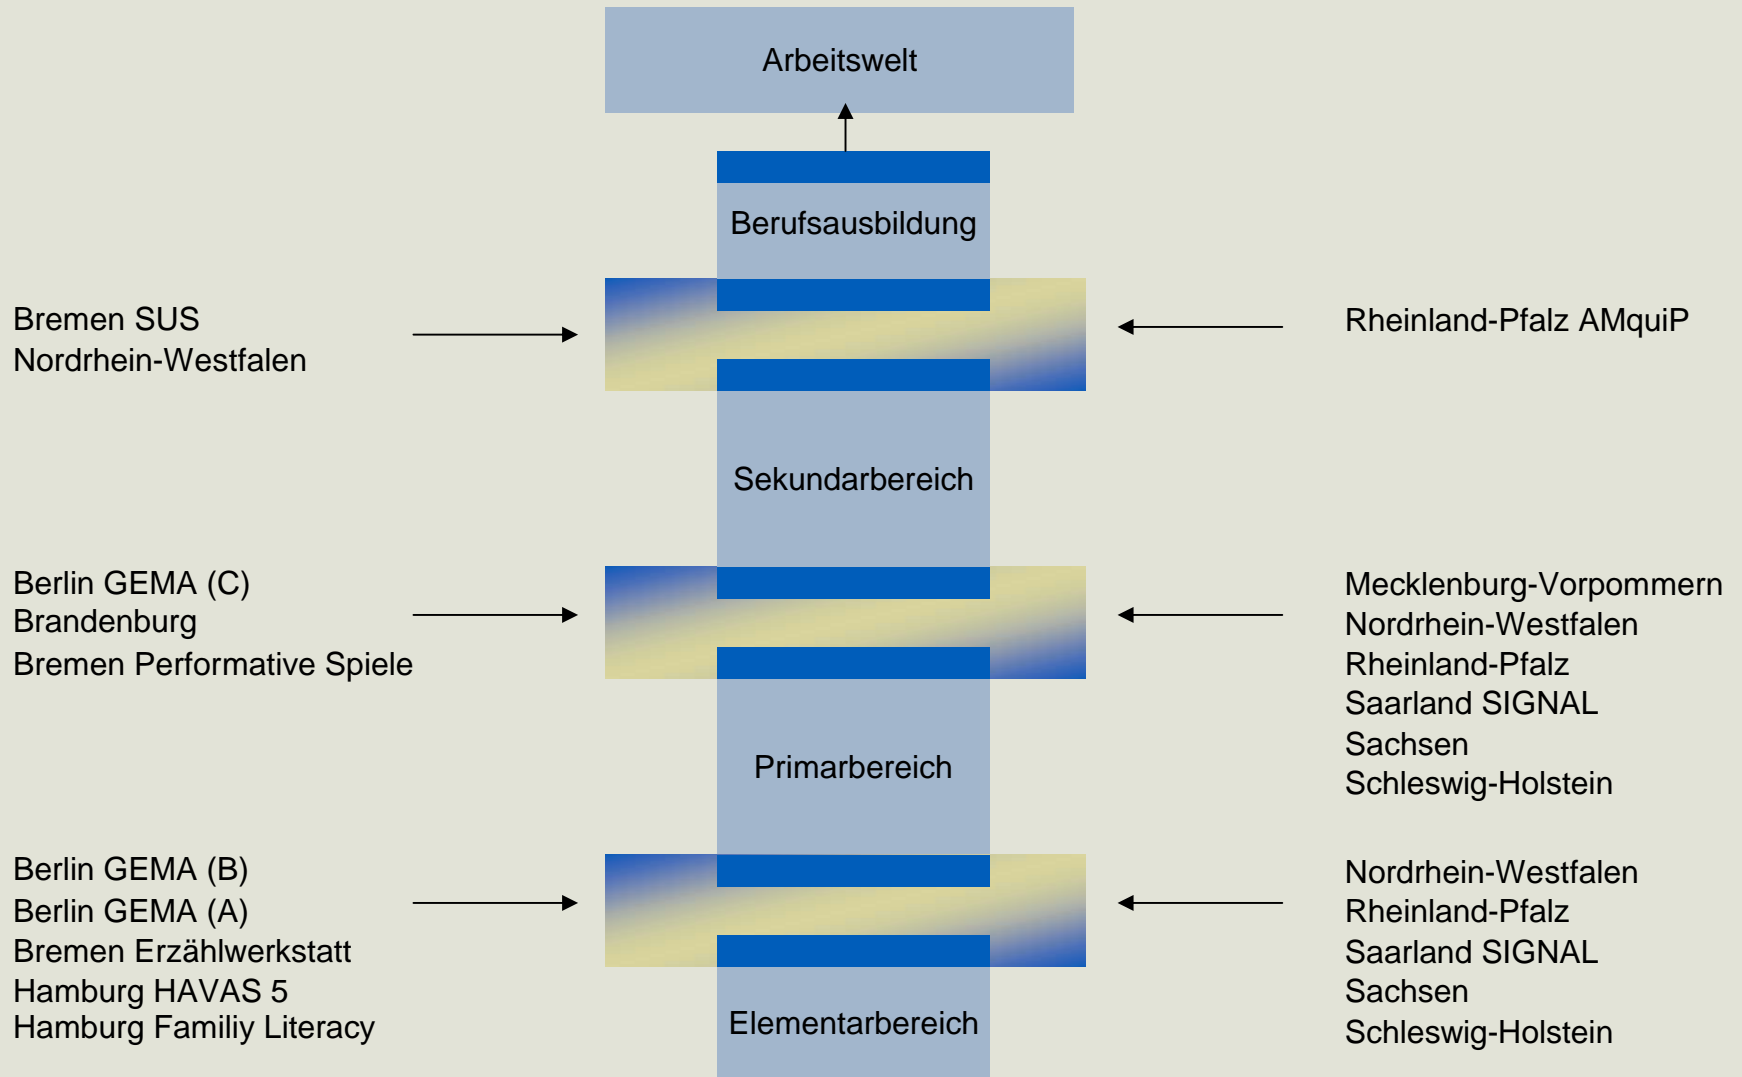 Arbeitswelt
Berufsausbildung
Bremen SUS
Nordrhein-Westfalen
Rheinland-Pfalz AMquiP
Sekundarbereich
Berlin GEMA (C)
Brandenburg
Bremen Performative Spiele
Mecklenburg-Vorpommern
Nordrhein-Westfalen
Rheinland-Pfalz
Saarland SIGNAL
Sachsen
Schleswig-Holstein
Primarbereich
Berlin GEMA (B)
Berlin GEMA (A)
Bremen Erzählwerkstatt
Hamburg HAVAS 5
Hamburg Familiy Literacy
Nordrhein-Westfalen
Rheinland-Pfalz
Saarland SIGNAL
Sachsen
Schleswig-Holstein
Elementarbereich